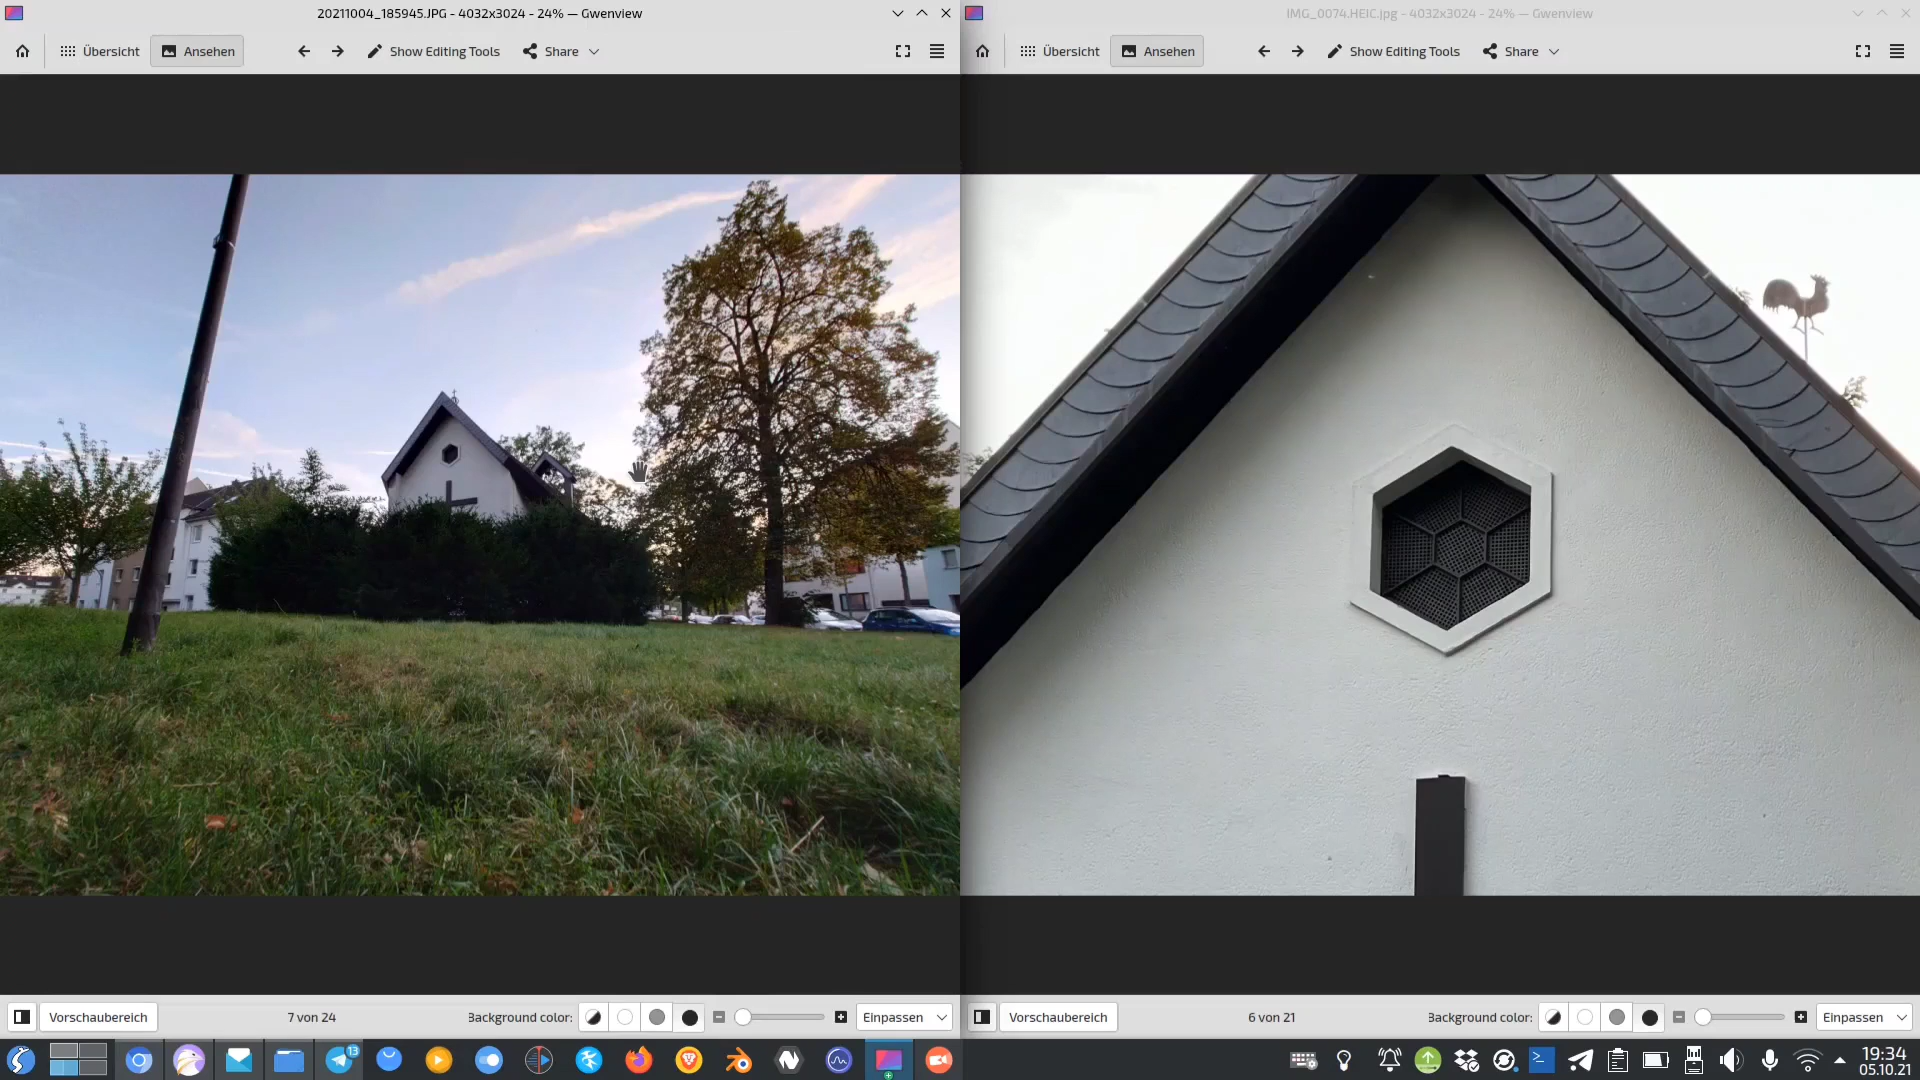 20211004_185945.JPG - 4032x3024 - 24% — Gwenview
IMG_0074.HEIC.jpg - 4032x3024 - 24% — Gwenview
Übersicht
Ansehen
Show Editing Tools
Share
Übersicht
Ansehen
Show Editing Tools
Share
Vorschaubereich
7 von 24
Background color:
Einpassen
Vorschaubereich
6 von 21
Background color:
Einpassen
13
19:34
05.10.21